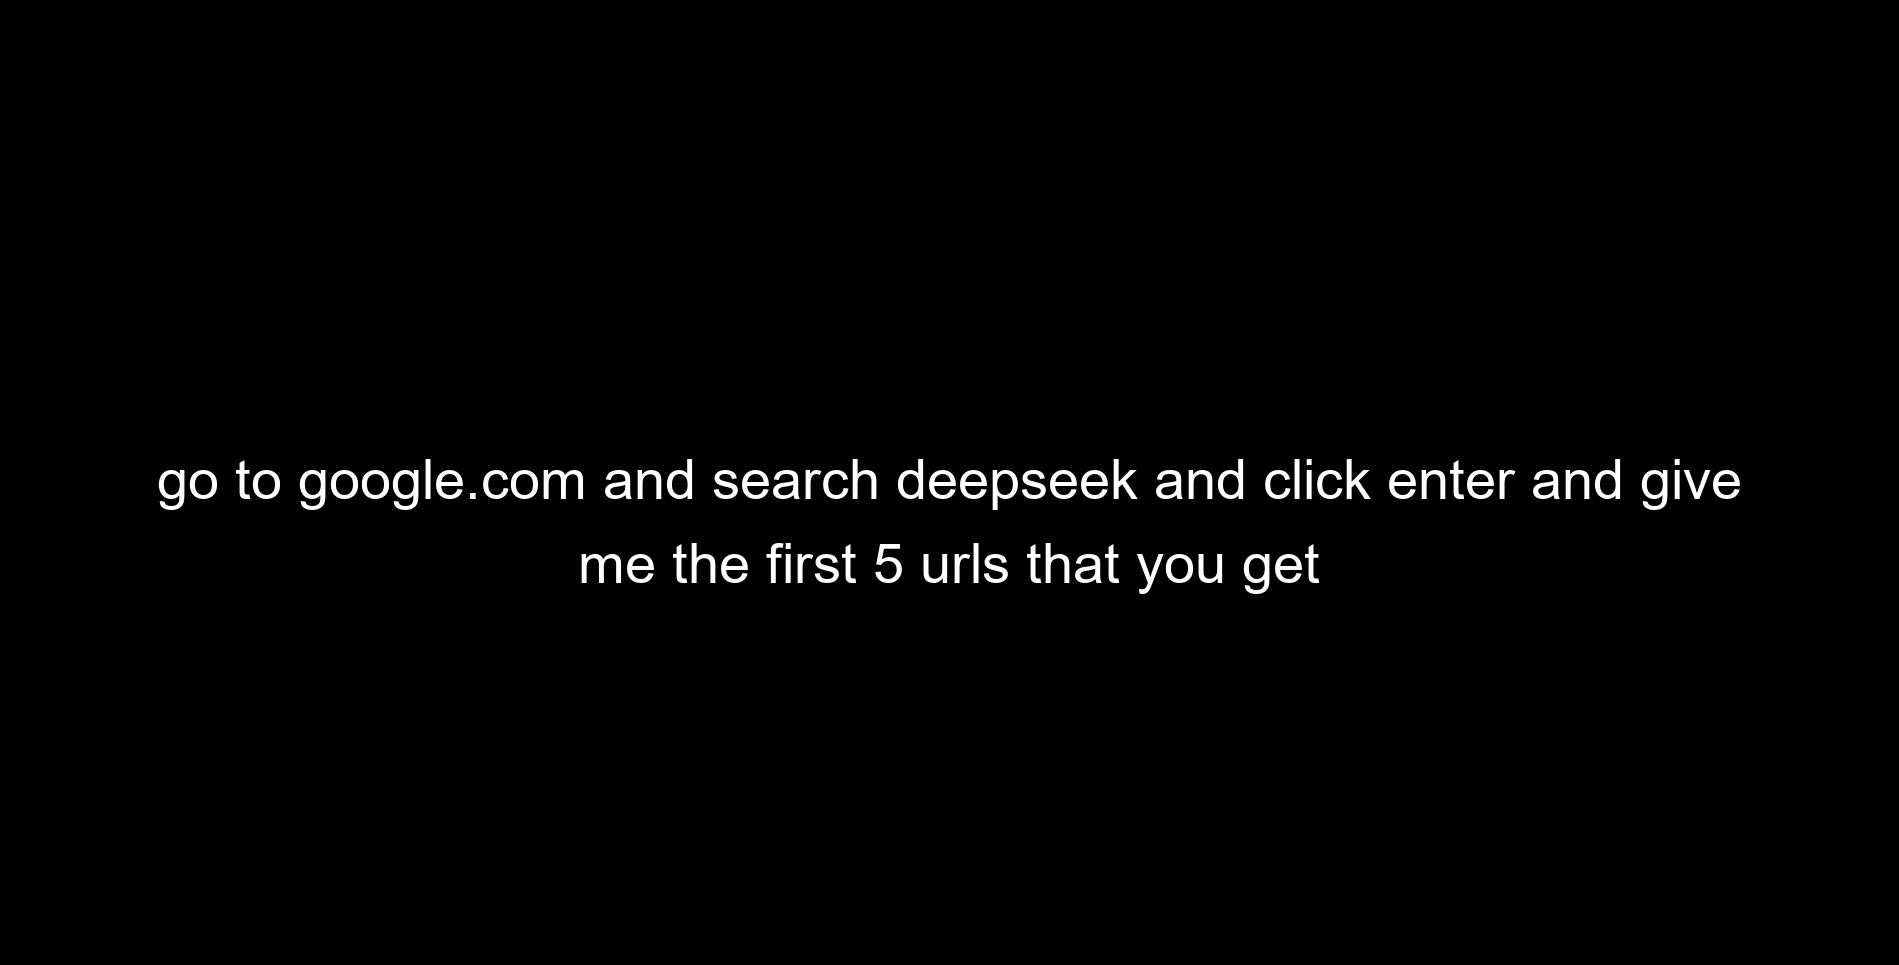 go to google.com and search deepseek and click enter and give
me the first 5 urls that you get